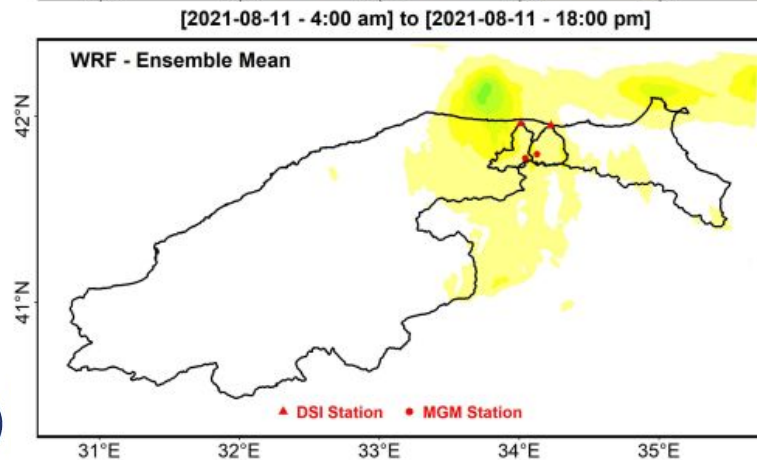 [2021-08-11 - 4:00 am] to [2021-08-11 - 18:00 pm]
WRF - Ensemble Mean
42°N
41°N
DSI Station
MGM Station
31°E 32°E 33°E 34°E 35°E